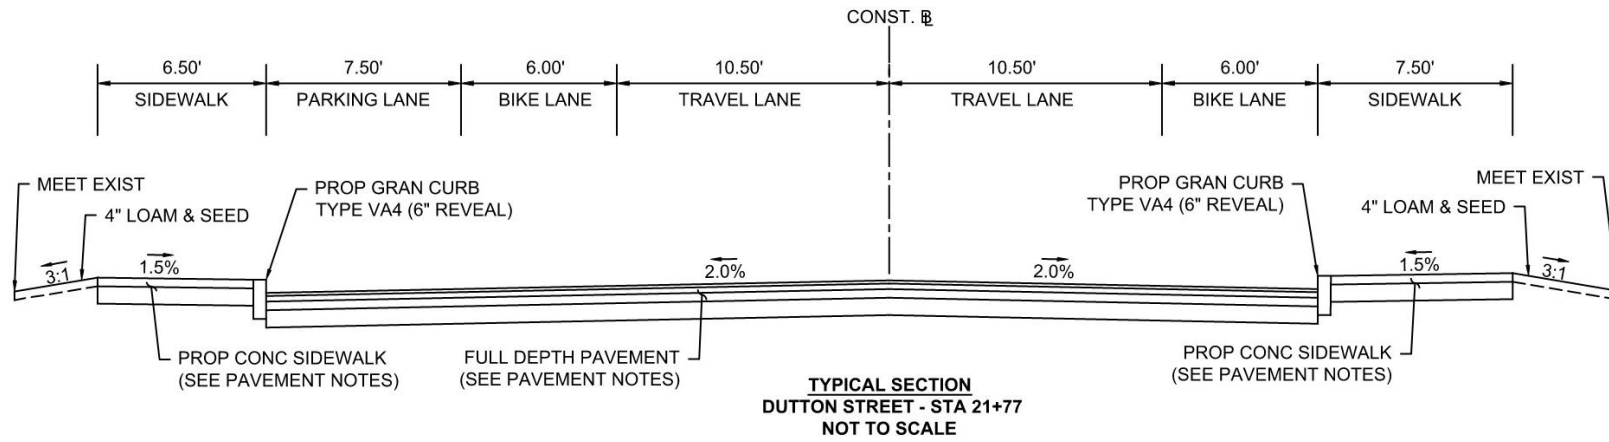 CONST. BL
6.50'
7.50'
6.00'
10.50'
10.50'
6.00'
7.50'
SIDEWALK
PARKING LANE
BIKE LANE
TRAVEL LANE
TRAVEL LANE
BIKE LANE
SIDEWALK
MEET EXIST
4" LOAM & SEED
PROP GRAN CURB
TYPE VA4 (6" REVEAL)
PROP GRAN CURB
TYPE VA4 (6" REVEAL)
MEET EXIST
4" LOAM & SEED
3:1
1.5%
2.0%
2.0%
1.5%
3:1
PROP CONC SIDEWALK
(SEE PAVEMENT NOTES)
FULL DEPTH PAVEMENT
(SEE PAVEMENT NOTES)
PROP CONC SIDEWALK
(SEE PAVEMENT NOTES)
TYPICAL SECTION
DUTTON STREET - STA 21+77
NOT TO SCALE